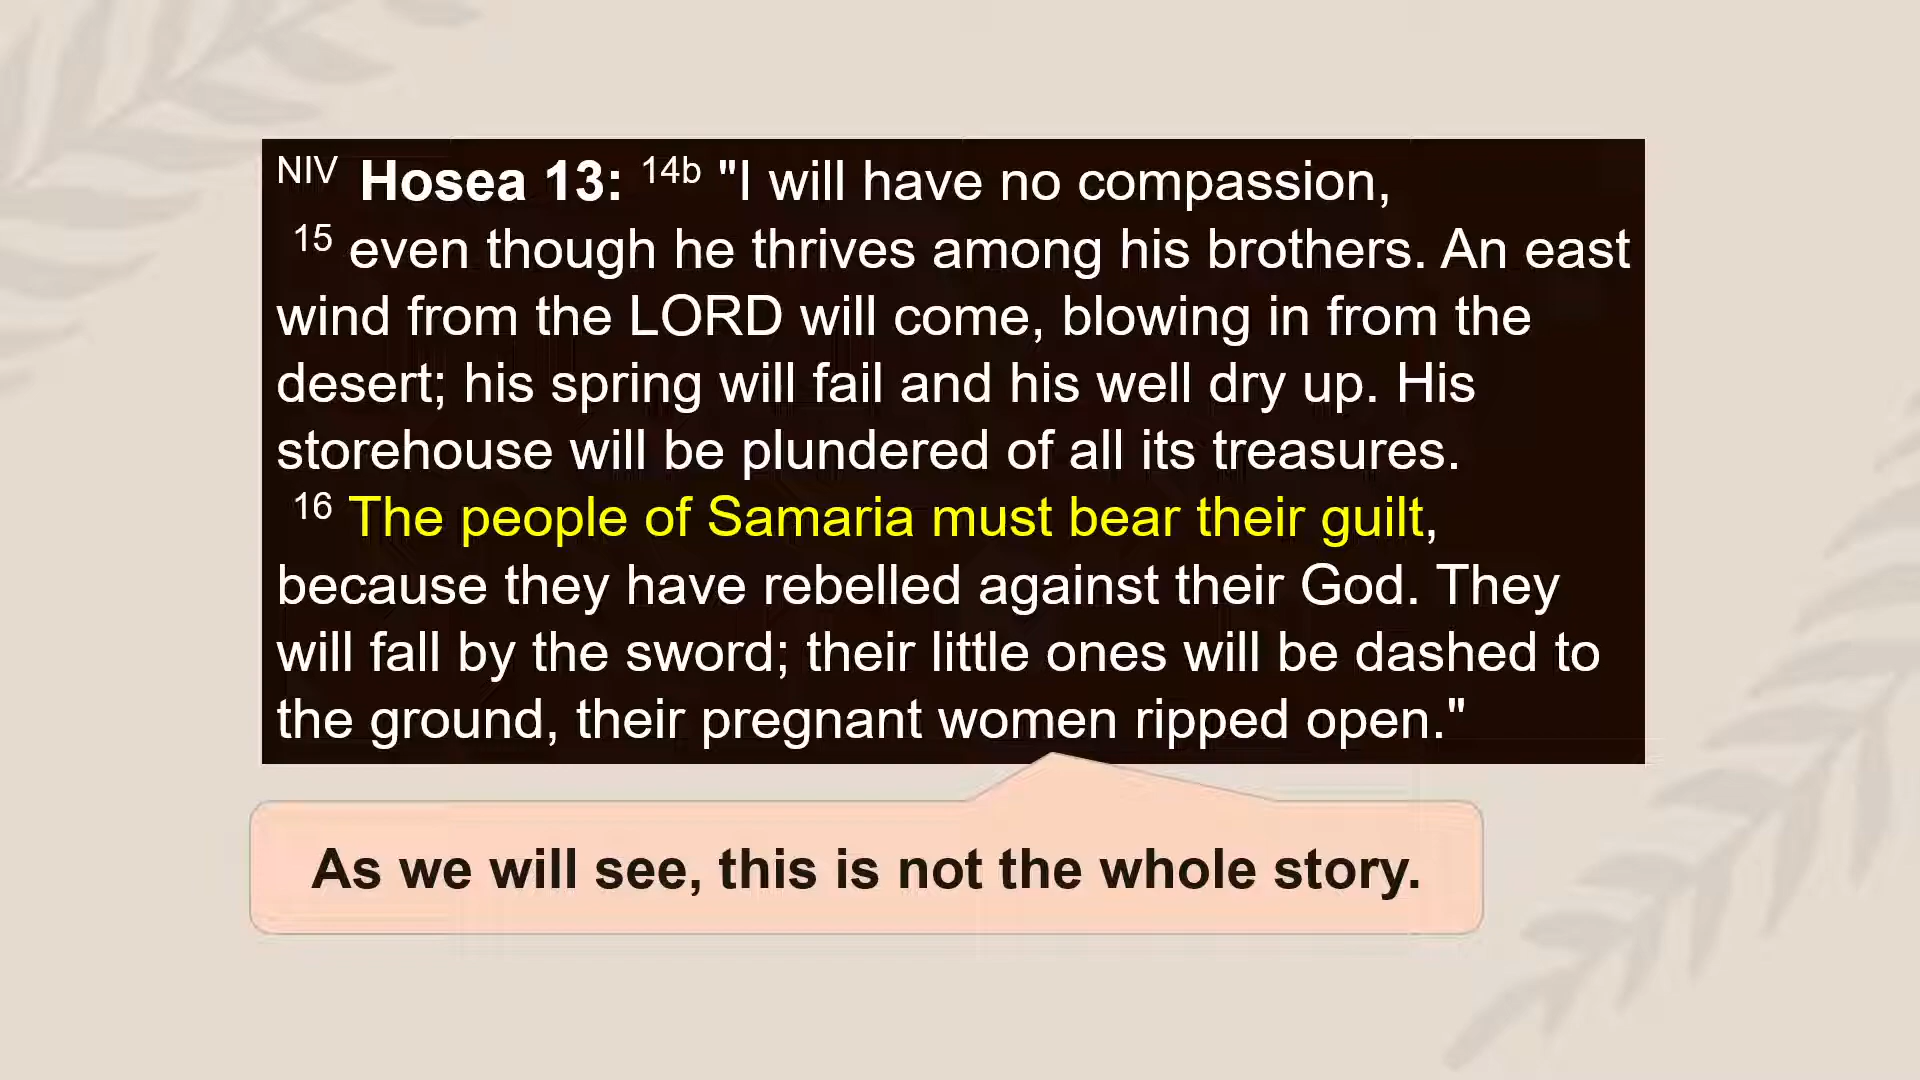 NIV Hosea 13: 14b "I will have no compassion,
15 even though he thrives among his brothers. An east
wind from the LORD will come, blowing in from the
desert; his spring will fail and his well dry up. His
storehouse will be plundered of all its treasures.
16 The people of Samaria must bear their guilt,
because they have rebelled against their God. They
will fall by the sword; their little ones will be dashed to
the ground, their pregnant women ripped open."
As we will see, this is not the whole story.